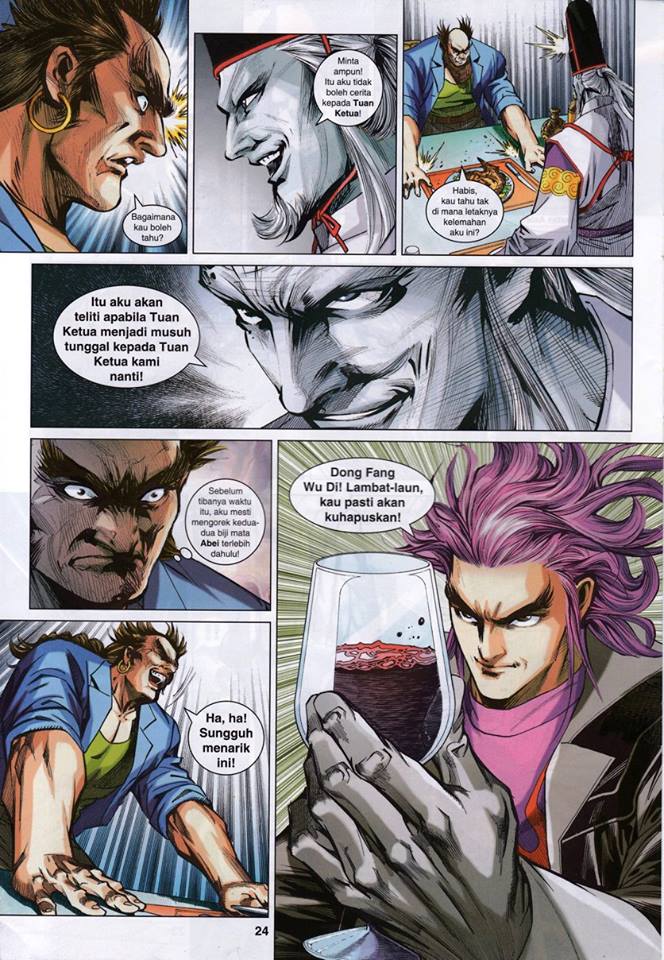 Bagaimana
kau boleh
tahu?
Minta
ampun!
Itu aku tidak
boleh cerita
kepada Tuan
Ketua!
Habis,
kau tahu tak
di mana letaknya
kelemahan
aku ini?
Itu aku akan
teliti apabila Tuan
Ketua menjadi musuh
tunggal kepada Tuan
Ketua kami
nanti!
Sebelum
tibanya waktu
itu, aku mesti
mengorek kedua-
dua biji mata
Abei terlebih
dahulu!
Dong Fang
Wu Di! Lambat-laun,
kau pasti akan
kuhapuskan!
Ha, ha!
Sungguh
menarik
ini!
24